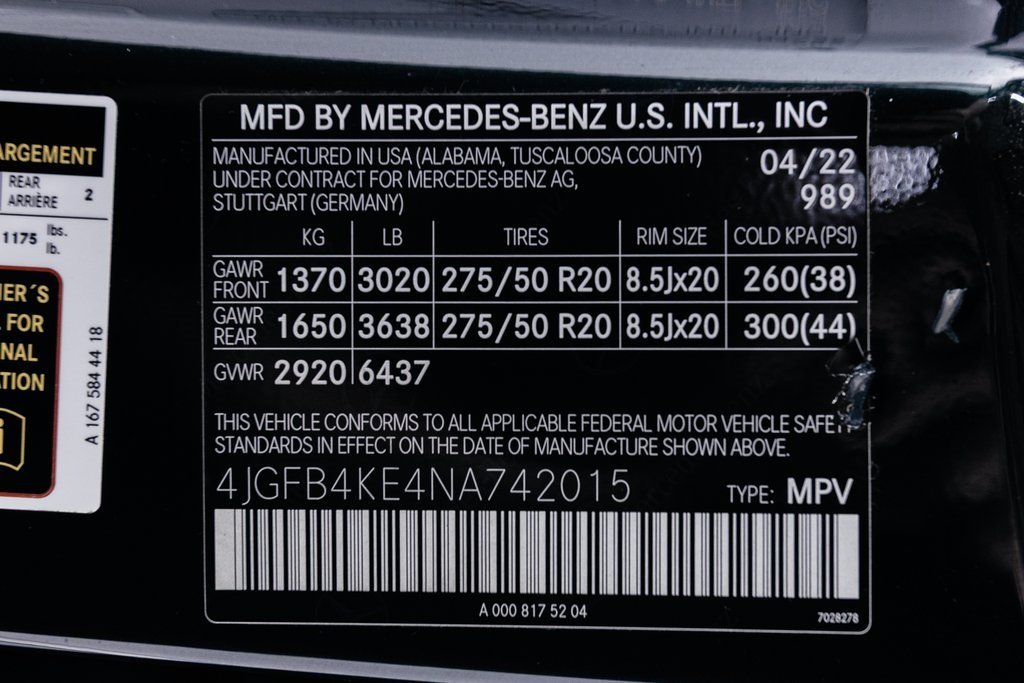 ARGEMENT
REAR
ARRIÈRE 2
1175 lbs.
lb.
ER´S
FOR
NAL
TION
i
A 167 584 44 18
MFD BY MERCEDES-BENZ U.S. INTL., INC
MANUFACTURED IN USA (ALABAMA, TUSCALOOSA COUNTY) 04/22
UNDER CONTRACT FOR MERCEDES-BENZ AG, 989
STUTTGART (GERMANY)
KG LB TIRES RIM SIZE COLD KPA (PSI)
GAWR FRONT 1370 3020 275/50 R20 8.5Jx20 260(38)
GAWR REAR 1650 3638 275/50 R20 8.5Jx20 300(44)
GVWR 2920 6437
THIS VEHICLE CONFORMS TO ALL APPLICABLE FEDERAL MOTOR VEHICLE SAFETY
STANDARDS IN EFFECT ON THE DATE OF MANUFACTURE SHOWN ABOVE.
4JGFB4KE4NA742015 TYPE: MPV
A 000 817 52 04
7028278